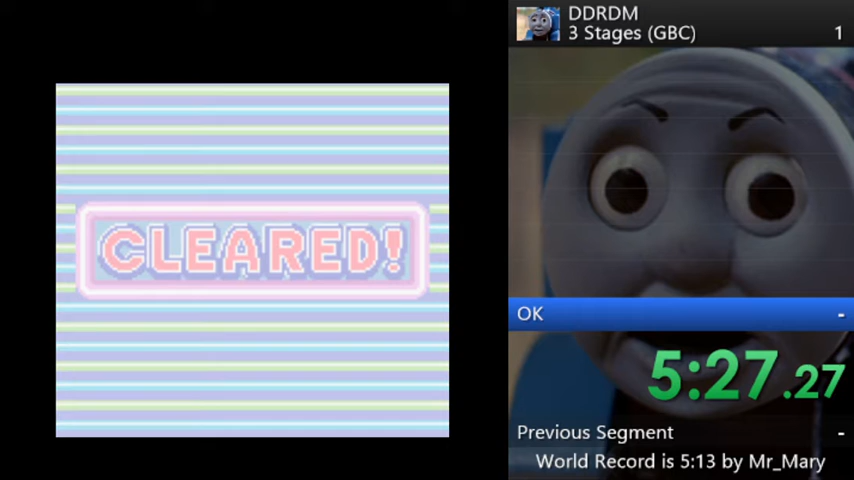 DDRDM
3 Stages (GBC) 1
CLEARED!
OK -
5:27.27
Previous Segment -
World Record is 5:13 by Mr_Mary